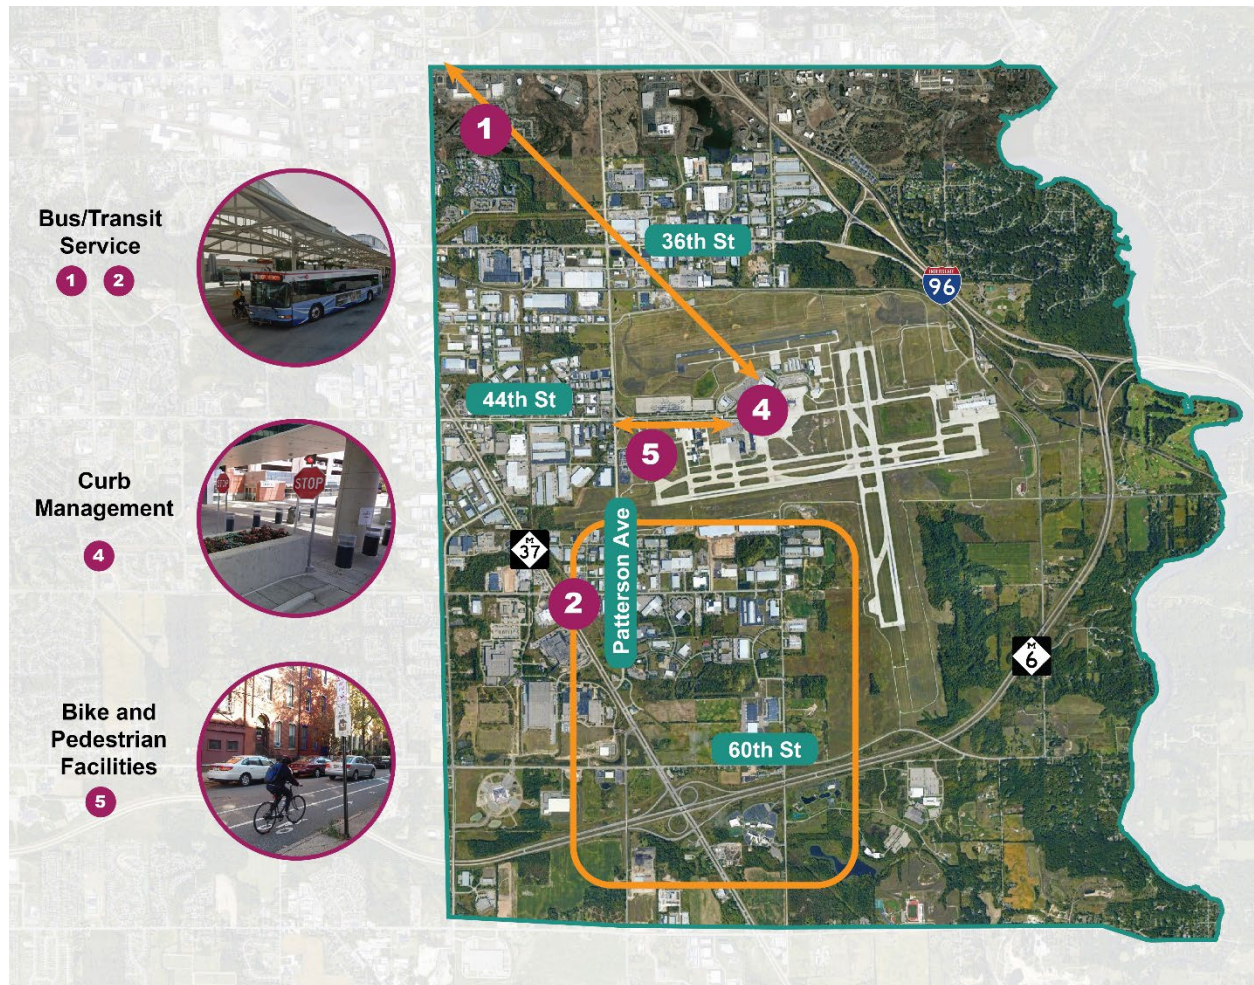 Bus/Transit
Service
1 2
Curb
Management
4
STOP
STOP
Bike and
Pedestrian
Facilities
5
1
36th St
INTERSTATE
96
44th St
4
5
M
37
Patterson Ave
2
M
6
60th St